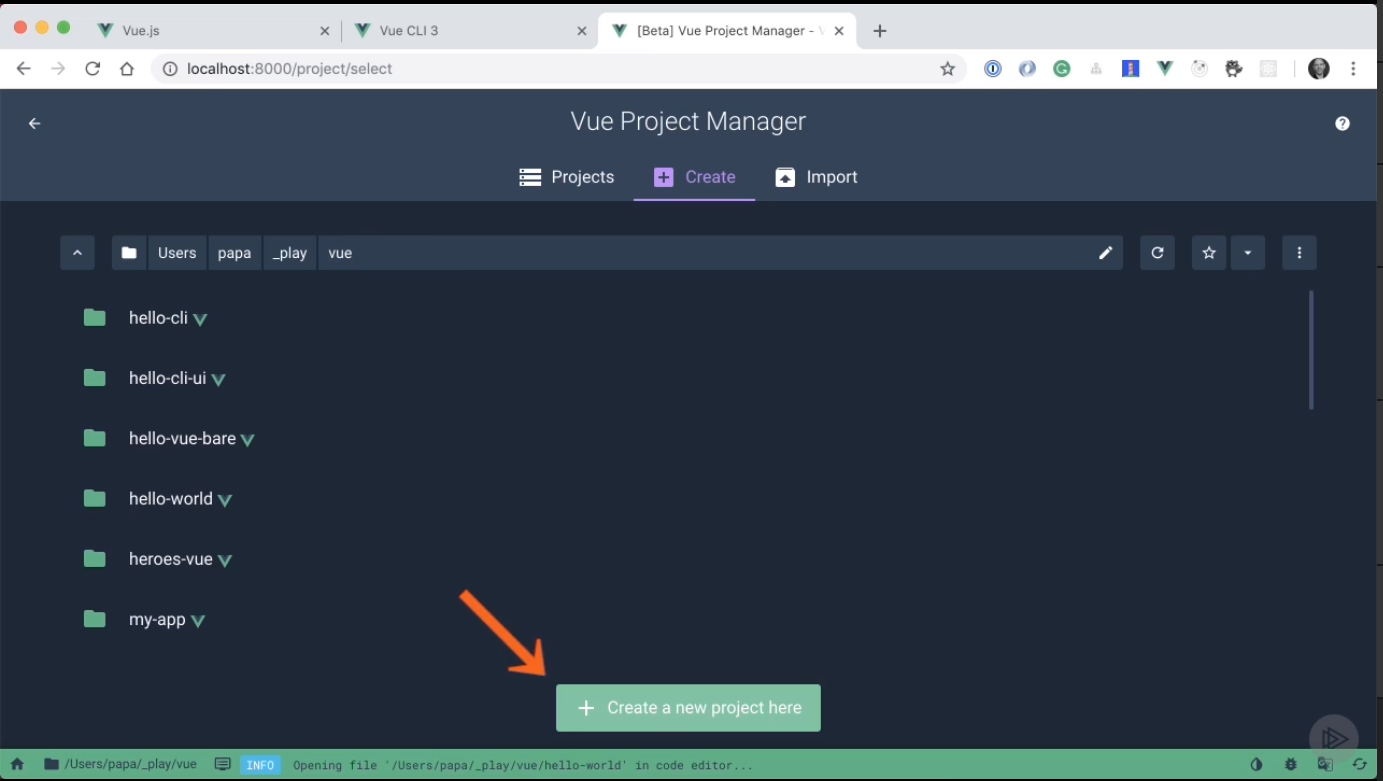 Vue.js
Vue CLI 3
[Beta] Vue Project Manager -
localhost:8000/project/select
Vue Project Manager
Projects
Create
Import
Users papa _play vue
hello-cli
hello-cli-ui
hello-vue-bare
hello-world
heroes-vue
my-app
+ Create a new project here
/Users/papa/_play/vue INFO Opening file '/Users/papa/_play/vue/hello-world' in code editor...